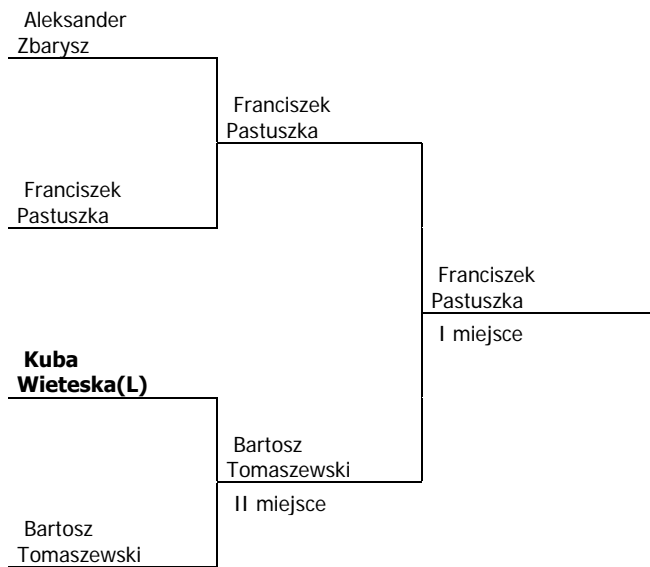 Aleksander
Zbarysz
Franciszek
Pastuszka
Franciszek
Pastuszka
Franciszek
Pastuszka
I miejsce
Kuba
Wieteska(L)
Bartosz
Tomaszewski
II miejsce
Bartosz
Tomaszewski